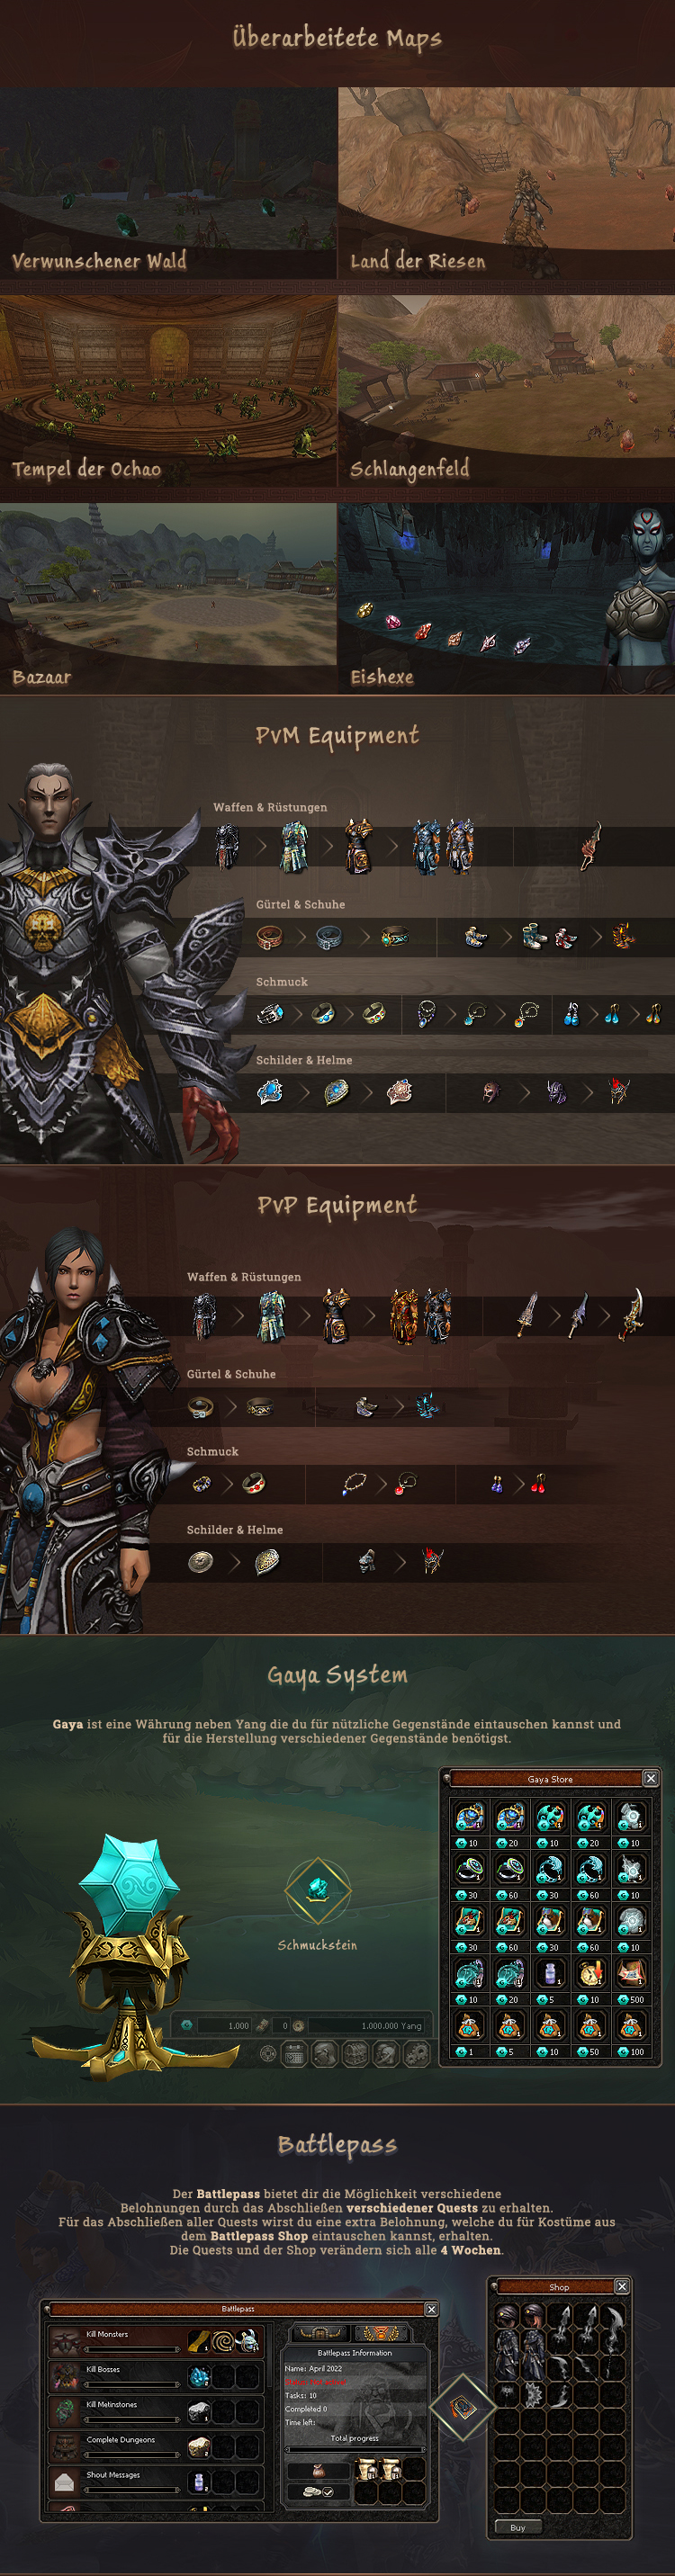 Überarbeitete Maps
Verwunschener Wald
Land der Riesen
Tempel der Ochao
Schlangenfeld
Bazaar
Eishexe
PvM Equipment
Waffen & Rüstungen
Gürtel & Schuhe
Schmuck
Schilder & Helme
PvP Equipment
Waffen & Rüstungen
Gürtel & Schuhe
Schmuck
Schilder & Helme
Gaya System
Gaya ist eine Währung neben Yang die du für nützliche Gegenstände eintauschen kannst und
für die Herstellung verschiedener Gegenstände benötigst.
Gaya Store
10 20 10 20 10
30 60 30 60 10
30 60 30 60 10
10 20 5 10 500
1 5 10 50 100
Schmuckstein
1.000 0 1.000.000 Yang
Battlepass
Der Battlepass bietet dir die Möglichkeit verschiedene
Belohnungen durch das Abschließen verschiedener Quests zu erhalten.
Für das Abschließen aller Quests wirst du eine extra Belohnung, welche du für Kostüme aus
dem Battlepass Shop eintauschen kannst, erhalten.
Die Quests und der Shop verändern sich alle 4 Wochen.
Battlepass
Kill Monsters
Kill Bosses
Kill Metinstones
Complete Dungeons
Shout Messages
Battlepass Information
Name: April 2022
Tasks: 10
Completed 0
Time left:
Total progress
Shop
Buy